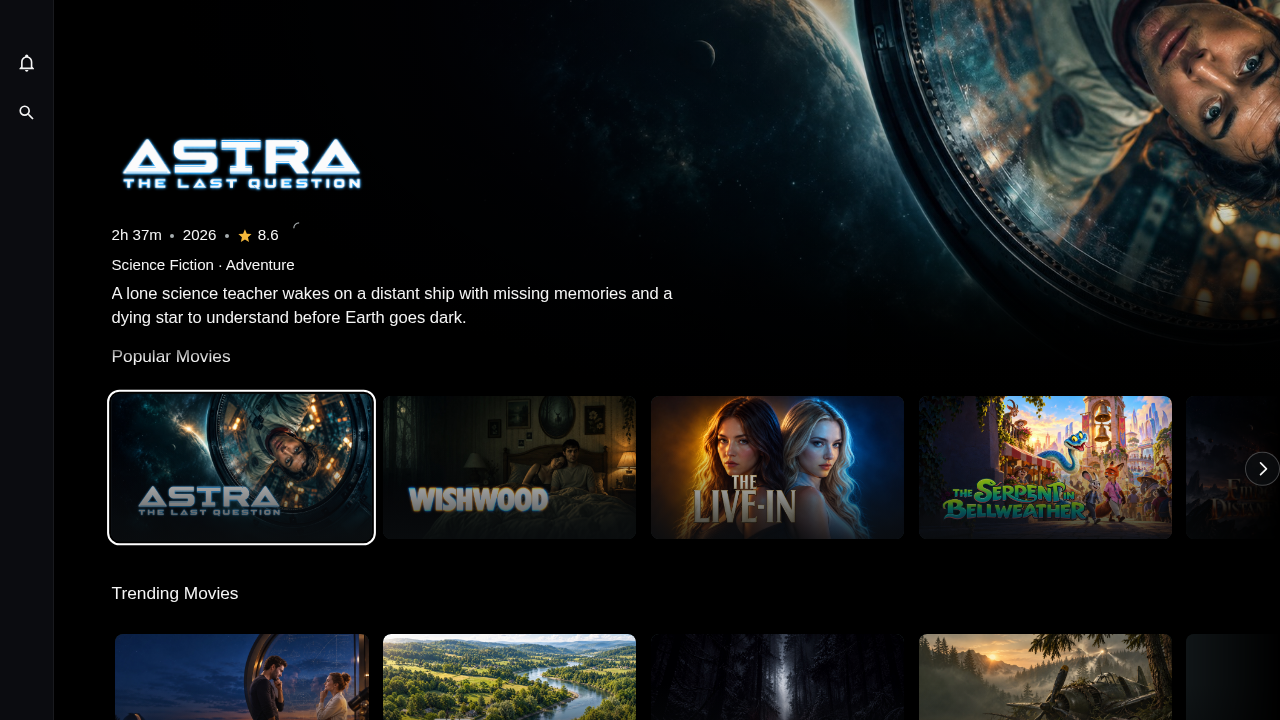 ASTRA
THE LAST QUESTION
2h 37m • 2026 • 8.6
Science Fiction · Adventure
A lone science teacher wakes on a distant ship with missing memories and a
dying star to understand before Earth goes dark.
Popular Movies
ASTRA
THE LAST QUESTION
WISHWOOD
THE
LIVE-IN
THE SERPENT IN
BELLWEATHER
Trending Movies